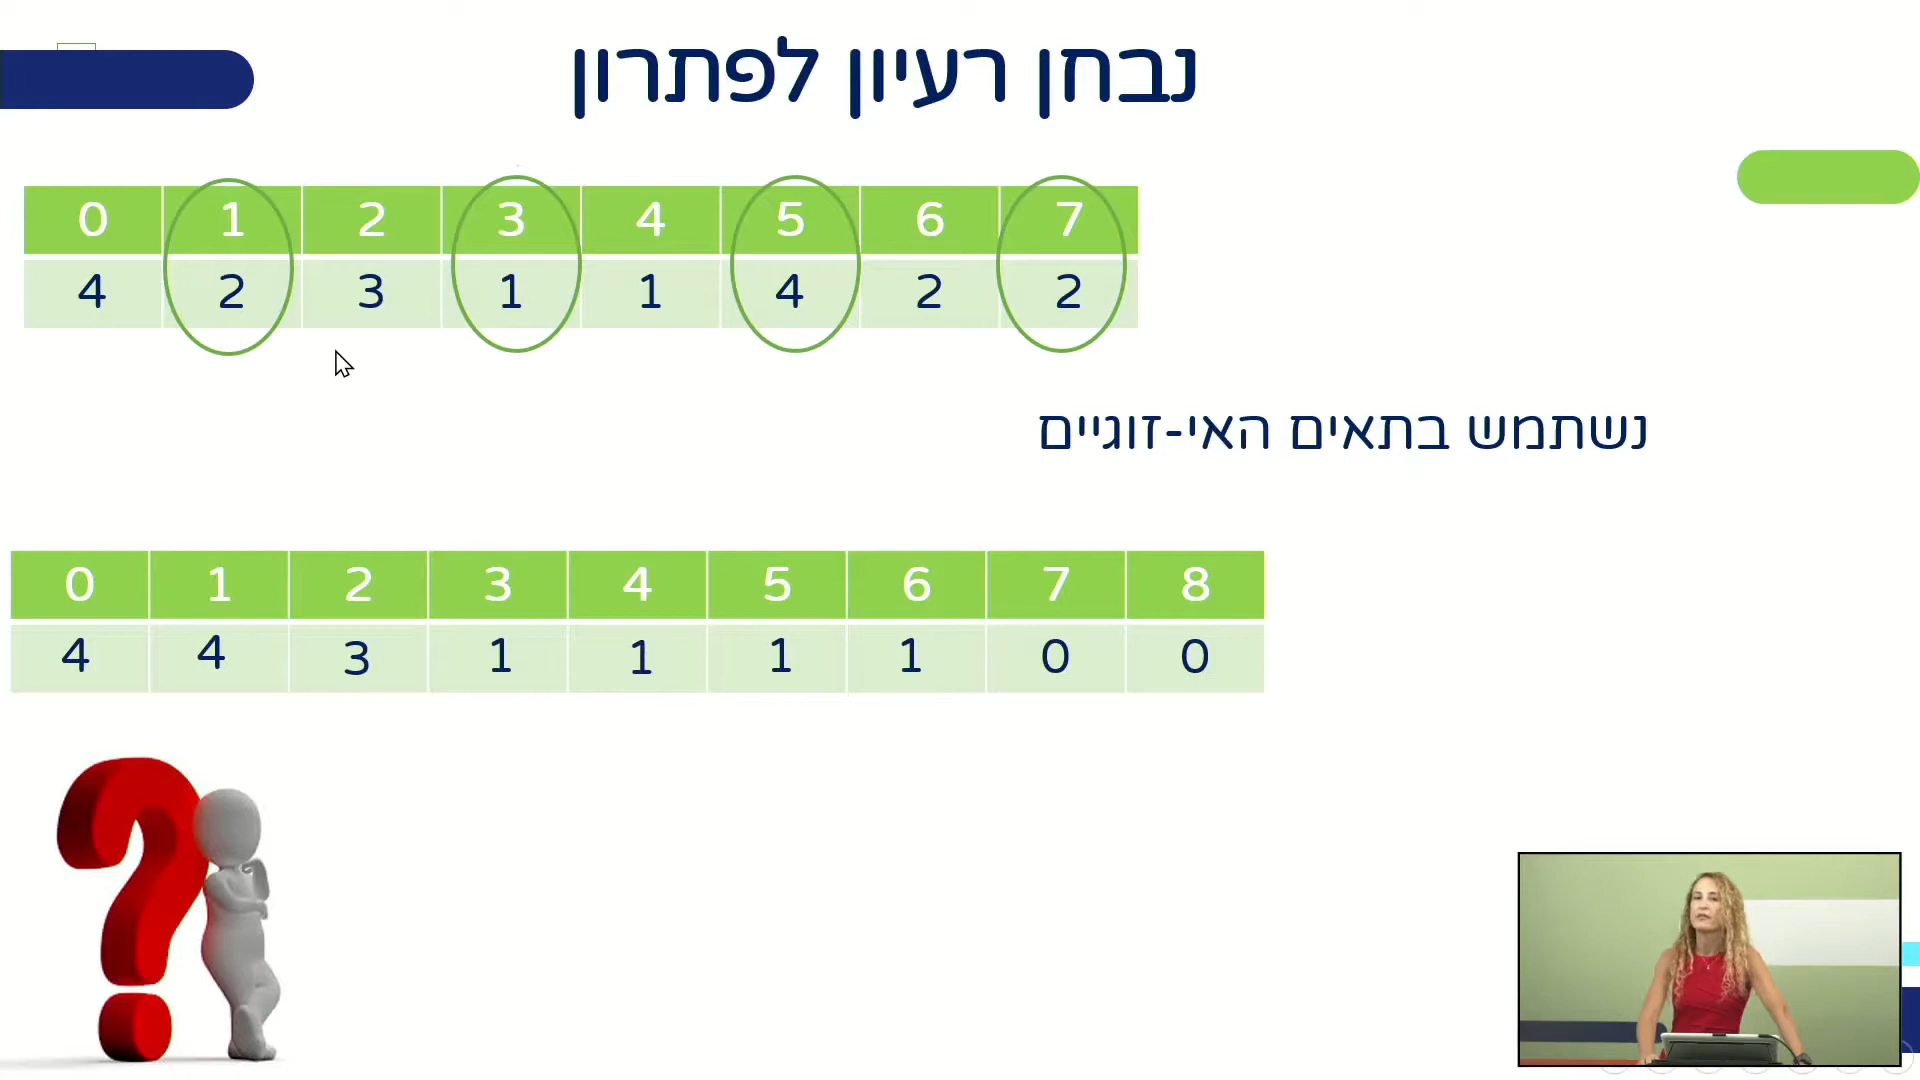 נבחן רעיון לפתרון
0 1 2 3 4 5 6 7
4 2 3 1 1 4 2 2
נשתמש בתאים האי-זוגיים
0 1 2 3 4 5 6 7 8
4 4 3 1 1 1 1 0 0